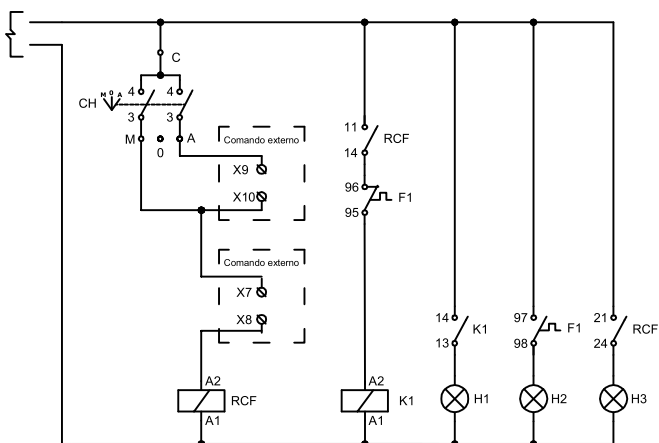 C
4 4
CH M 0 A
3 3
M 0 A
Comando externo
X9
X10
Comando externo
X7
X8
A2
RCF
A1
11
RCF
14
96
F1
95
A2
K1
A1
14
K1
13
H1
97
F1
98
H2
21
RCF
24
H3